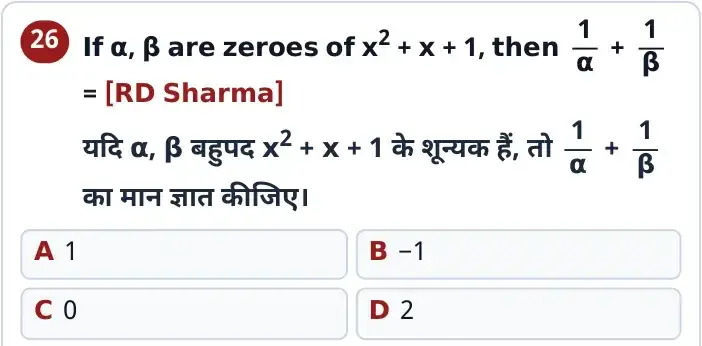 26 If α, β are zeroes of x² + x + 1, then 1/α + 1/β
= [RD Sharma]
यदि α, β बहुपद x² + x + 1 के शून्यक हैं, तो 1/α + 1/β
का मान ज्ञात कीजिए।
A 1 B −1
C 0 D 2